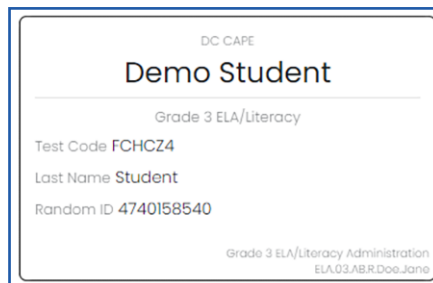 DC CAPE
Demo Student
Grade 3 ELA/Literacy
Test Code FCHCZ4
Last Name Student
Random ID 4740158540
Grade 3 ELA/Literacy Administration
ELA.03.AB.R.Doe.Jane